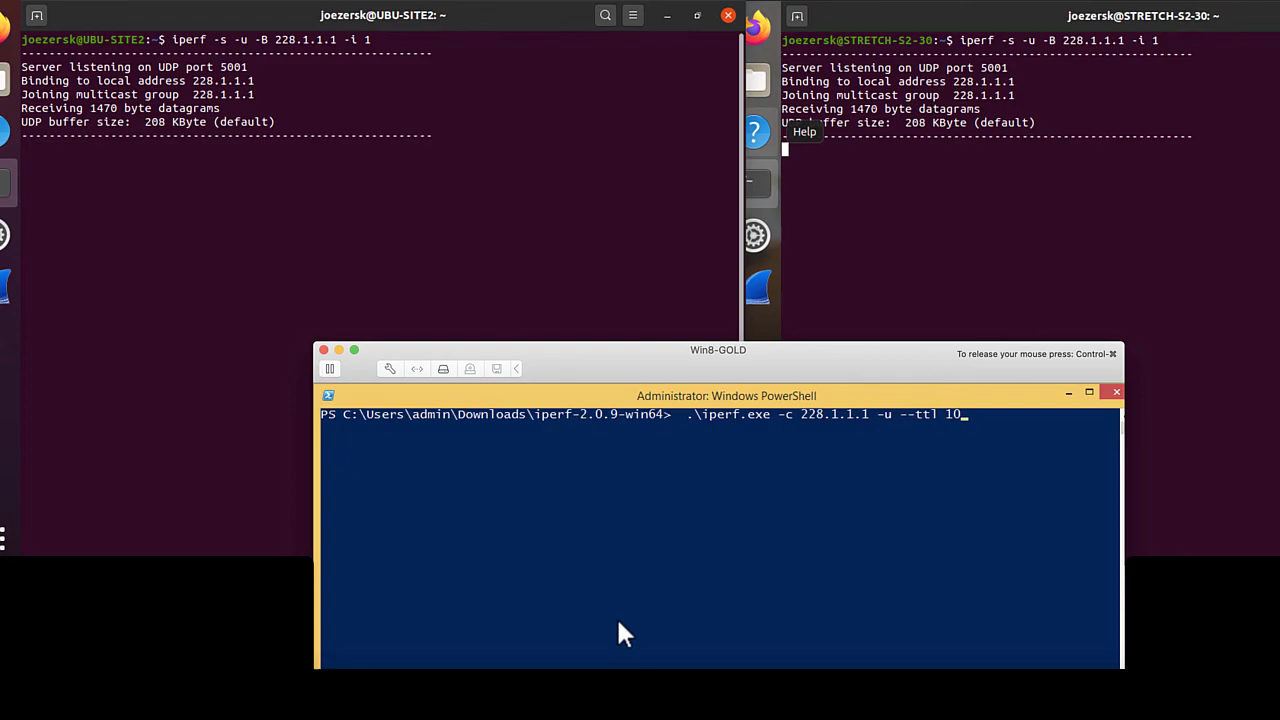 joezersk@UBU-SITE2: ~
joezersk@UBU-SITE2:~$ iperf -s -u -B 228.1.1.1 -i 1
------------------------------------------------------------
Server listening on UDP port 5001
Binding to local address 228.1.1.1
Joining multicast group  228.1.1.1
Receiving 1470 byte datagrams
UDP buffer size:  208 KByte (default)
------------------------------------------------------------
joezersk@STRETCH-S2-30: ~
joezersk@STRETCH-S2-30:~$ iperf -s -u -B 228.1.1.1 -i 1
------------------------------------------------------------
Server listening on UDP port 5001
Binding to local address 228.1.1.1
Joining multicast group  228.1.1.1
Receiving 1470 byte datagrams
UDP buffer size:  208 KByte (default)
------------------------------------------------------------
Help
Win8-GOLD
To release your mouse press: Control-⌘
Administrator: Windows PowerShell
PS C:\Users\admin\Downloads\iperf-2.0.9-win64>  .\iperf.exe -c 228.1.1.1 -u --ttl 10_